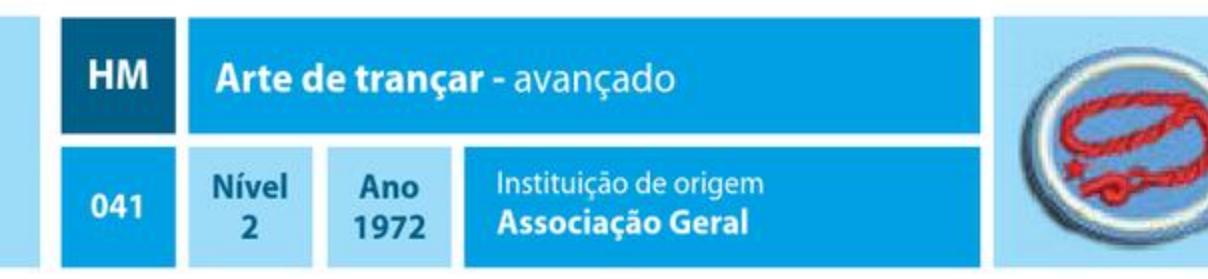 HM
Arte de trançar - avançado
041
Nível
2
Ano
1972
Instituição de origem
Associação Geral